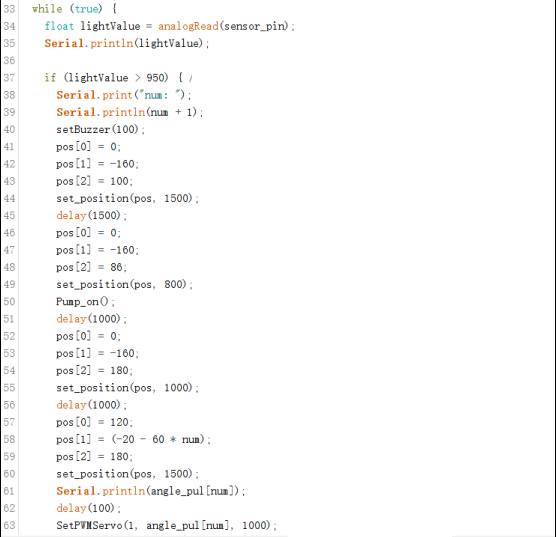 33 while (true) {
34 float lightValue = analogRead(sensor_pin);
35 Serial.println(lightValue);
36
37 if (lightValue > 950) { /
38 Serial.print("num: ");
39 Serial.println(num + 1);
40 setBuzzer(100);
41 pos[0] = 0;
42 pos[1] = -160;
43 pos[2] = 100;
44 set_position(pos, 1500);
45 delay(1500);
46 pos[0] = 0;
47 pos[1] = -160;
48 pos[2] = 86;
49 set_position(pos, 800);
50 Pump_on();
51 delay(1000);
52 pos[0] = 0;
53 pos[1] = -160;
54 pos[2] = 180;
55 set_position(pos, 1000);
56 delay(1000);
57 pos[0] = 120;
58 pos[1] = (-20 - 60 * num);
59 pos[2] = 180;
60 set_position(pos, 1500);
61 Serial.println(angle_pul[num]);
62 delay(100);
63 SetPWMServo(1, angle_pul[num], 1000);